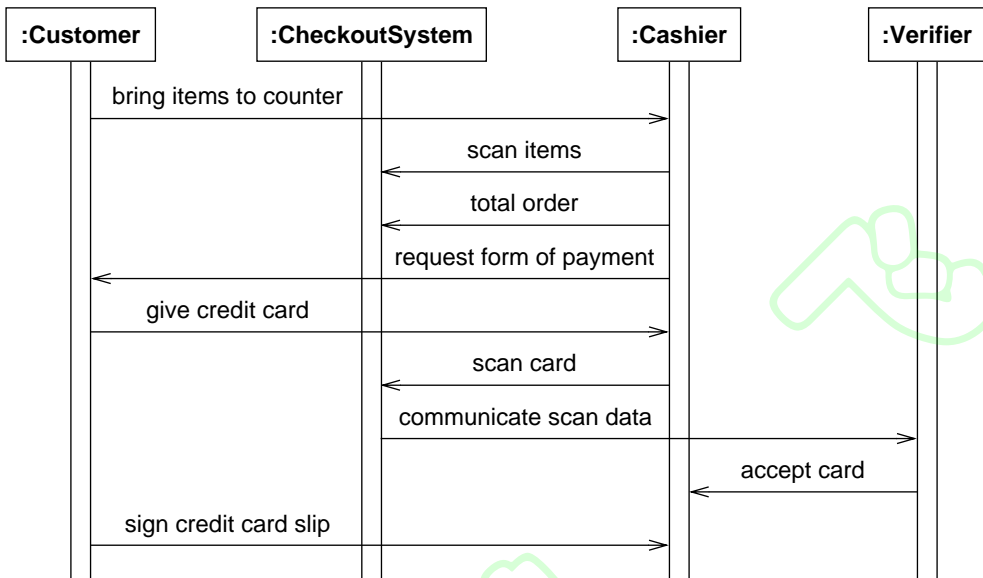 :Customer
:CheckoutSystem
:Cashier
:Verifier
bring items to counter
scan items
total order
request form of payment
give credit card
scan card
communicate scan data
accept card
sign credit card slip